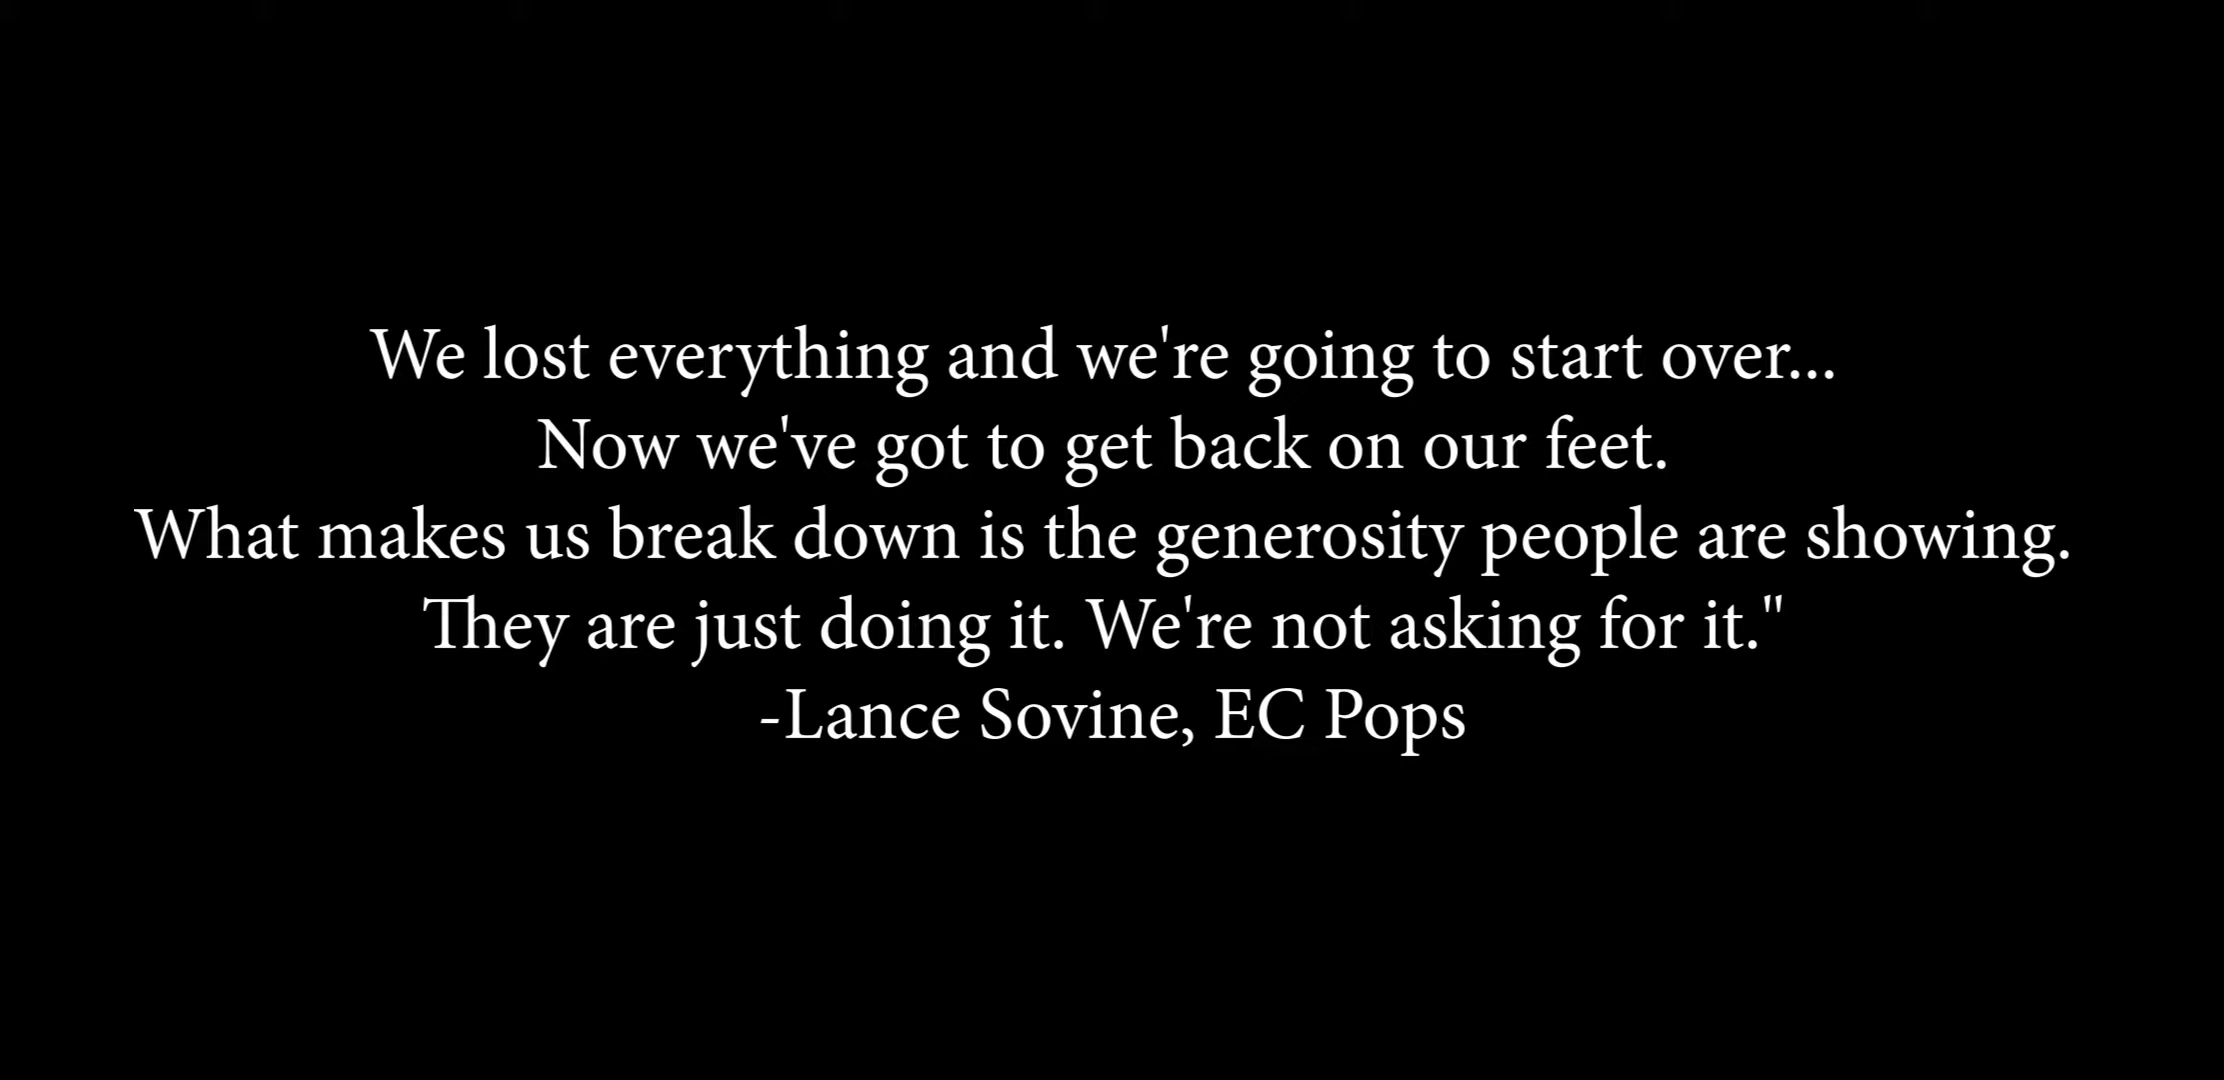 We lost everything and we're going to start over...
Now we've got to get back on our feet.
What makes us break down is the generosity people are showing.
They are just doing it. We're not asking for it."
-Lance Sovine, EC Pops